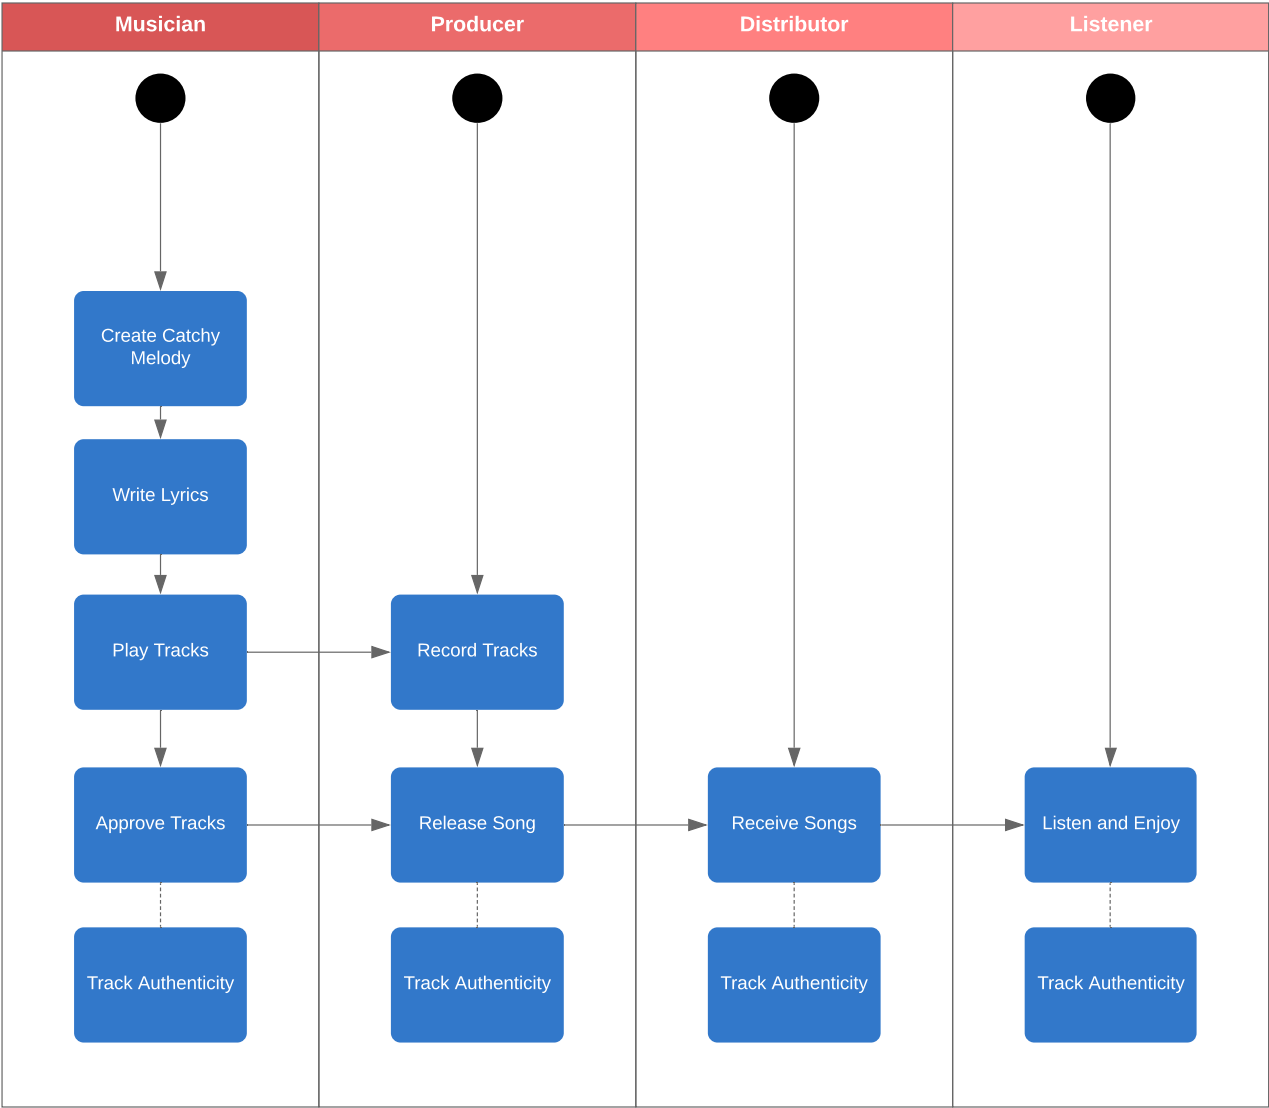 Musician
Producer
Distributor
Listener
Create Catchy
Melody
Write Lyrics
Play Tracks
Record Tracks
Approve Tracks
Release Song
Receive Songs
Listen and Enjoy
Track Authenticity
Track Authenticity
Track Authenticity
Track Authenticity